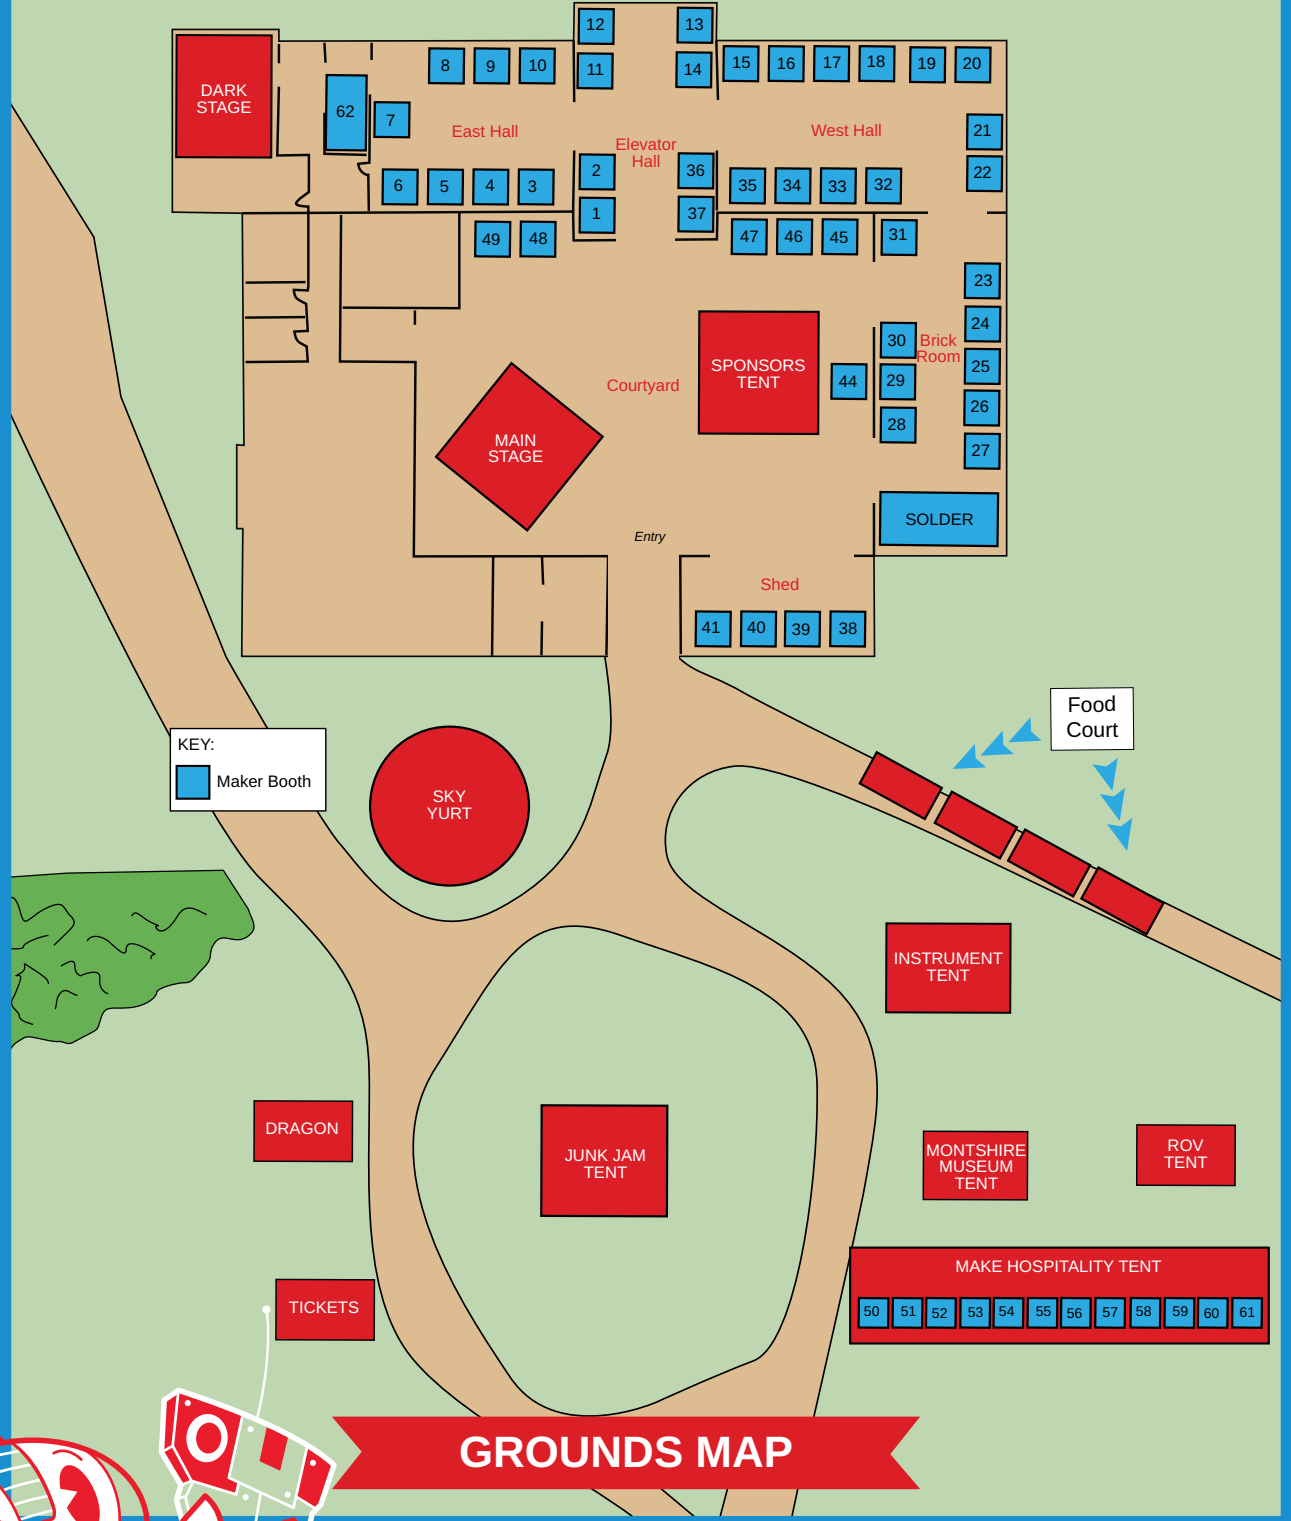 12
13
11
14
8
9
10
15
16
17
18
19
20
DARK
STAGE
62
7
East Hall
Elevator
Hall
West Hall
21
22
2
36
6
5
4
3
35
34
33
32
1
37
49
48
47
46
45
31
23
24
30
Brick
Room
25
SPONSORS
TENT
44
29
Courtyard
26
28
27
MAIN
STAGE
SOLDER
Entry
Shed
41
40
39
38
Food
Court
KEY:
Maker Booth
SKY
YURT
INSTRUMENT
TENT
DRAGON
JUNK JAM
TENT
MONTSHIRE
MUSEUM
TENT
ROV
TENT
MAKE HOSPITALITY TENT
50
51
52
53
54
55
56
57
58
59
60
61
TICKETS
GROUNDS MAP